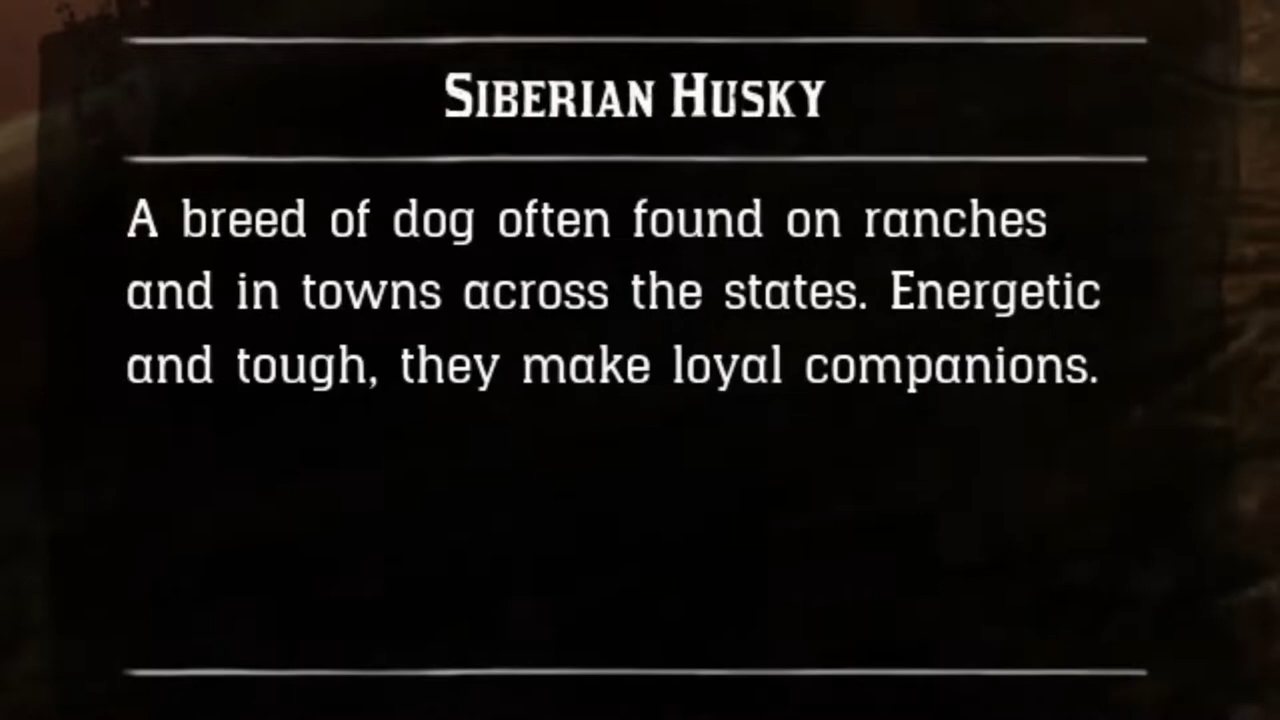 Siberian Husky
A breed of dog often found on ranches
and in towns across the states. Energetic
and tough, they make loyal companions.